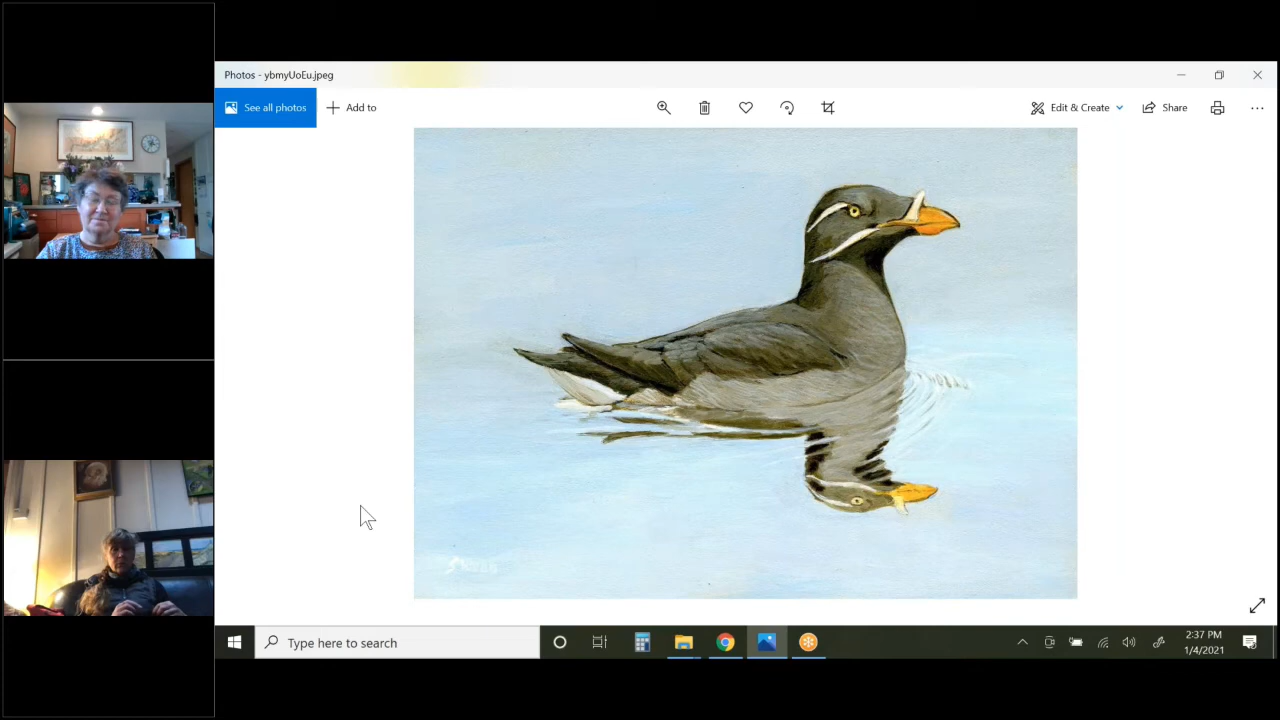 Photos - ybmyUoEu.jpeg
See all photos
Add to
Edit & Create
Share
Type here to search
2:37 PM
1/4/2021